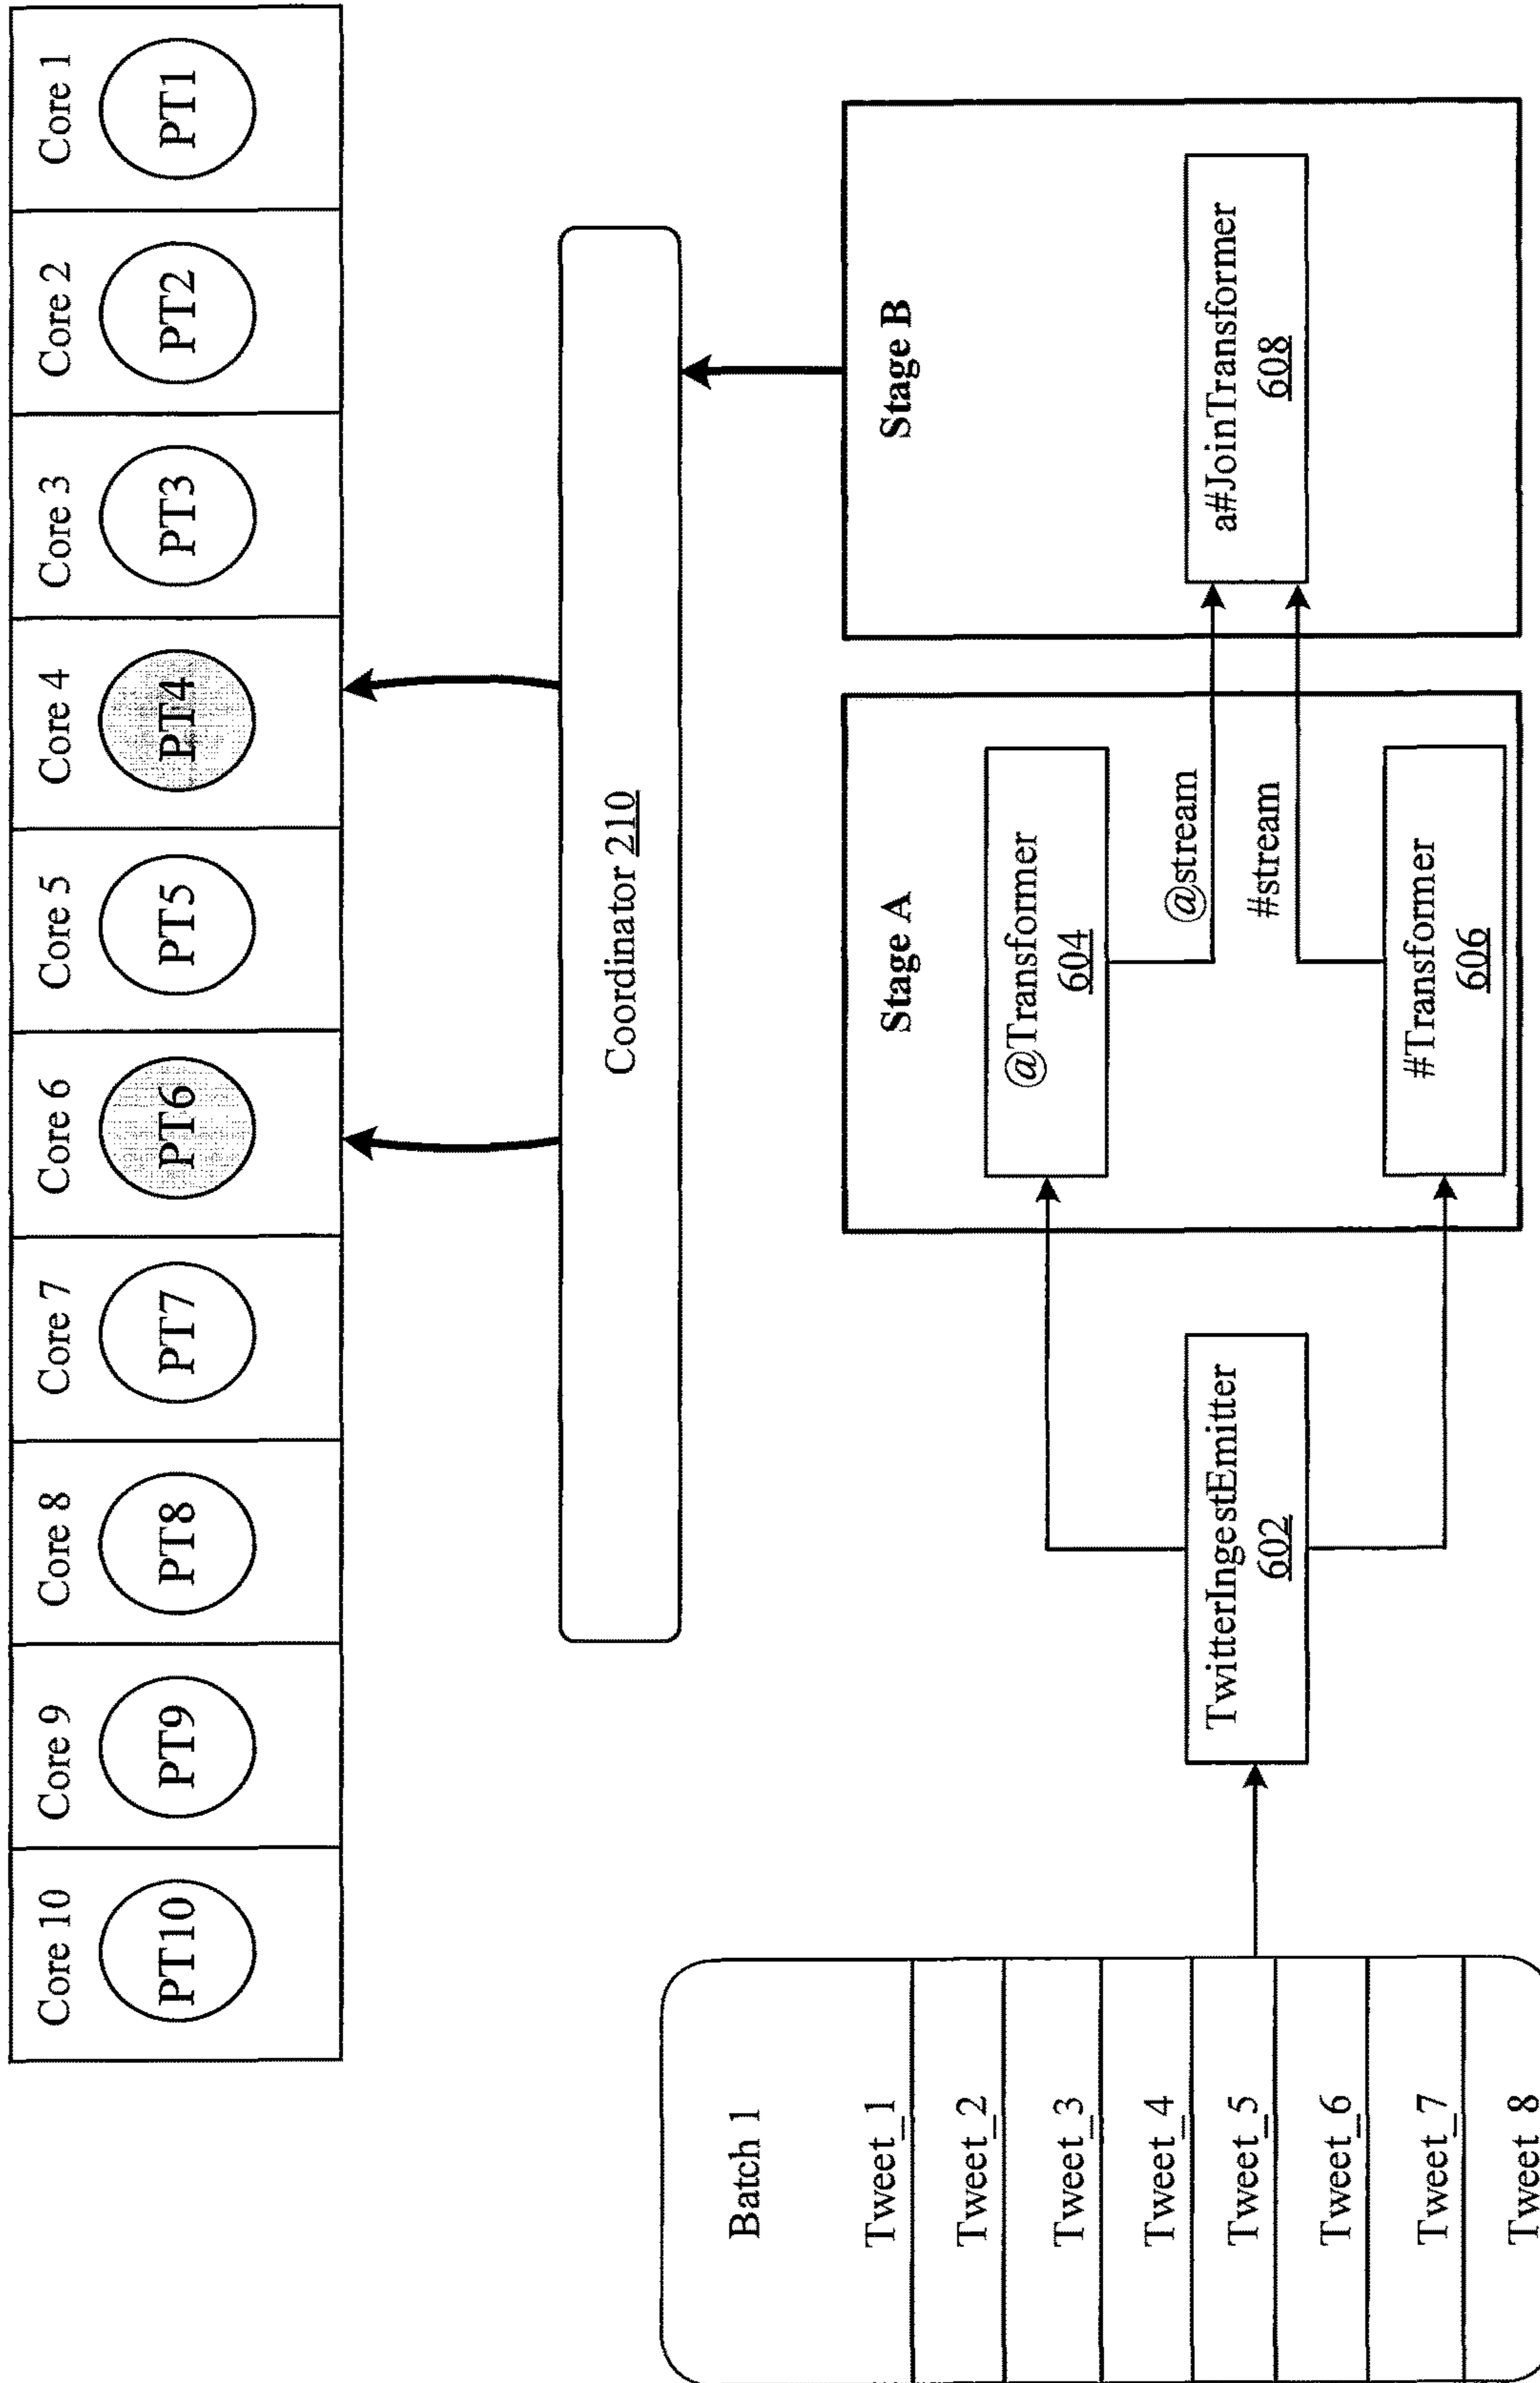 Core 10
Core 9
Core 8
Core 7
Core 6
Core 5
Core 4
Core 3
Core 2
Core 1
PT10
PT9
PT8
PT7
PT6
PT5
PT4
PT3
PT2
PT1
Coordinator 210
Batch 1
Tweet_1
Tweet_2
Tweet_3
Tweet_4
Tweet_5
Tweet_6
Tweet_7
Tweet_8
TwitterIngestEmitter
602
Stage A
@Transformer
604
@stream
#stream
#Transformer
606
Stage B
a#JoinTransformer
608